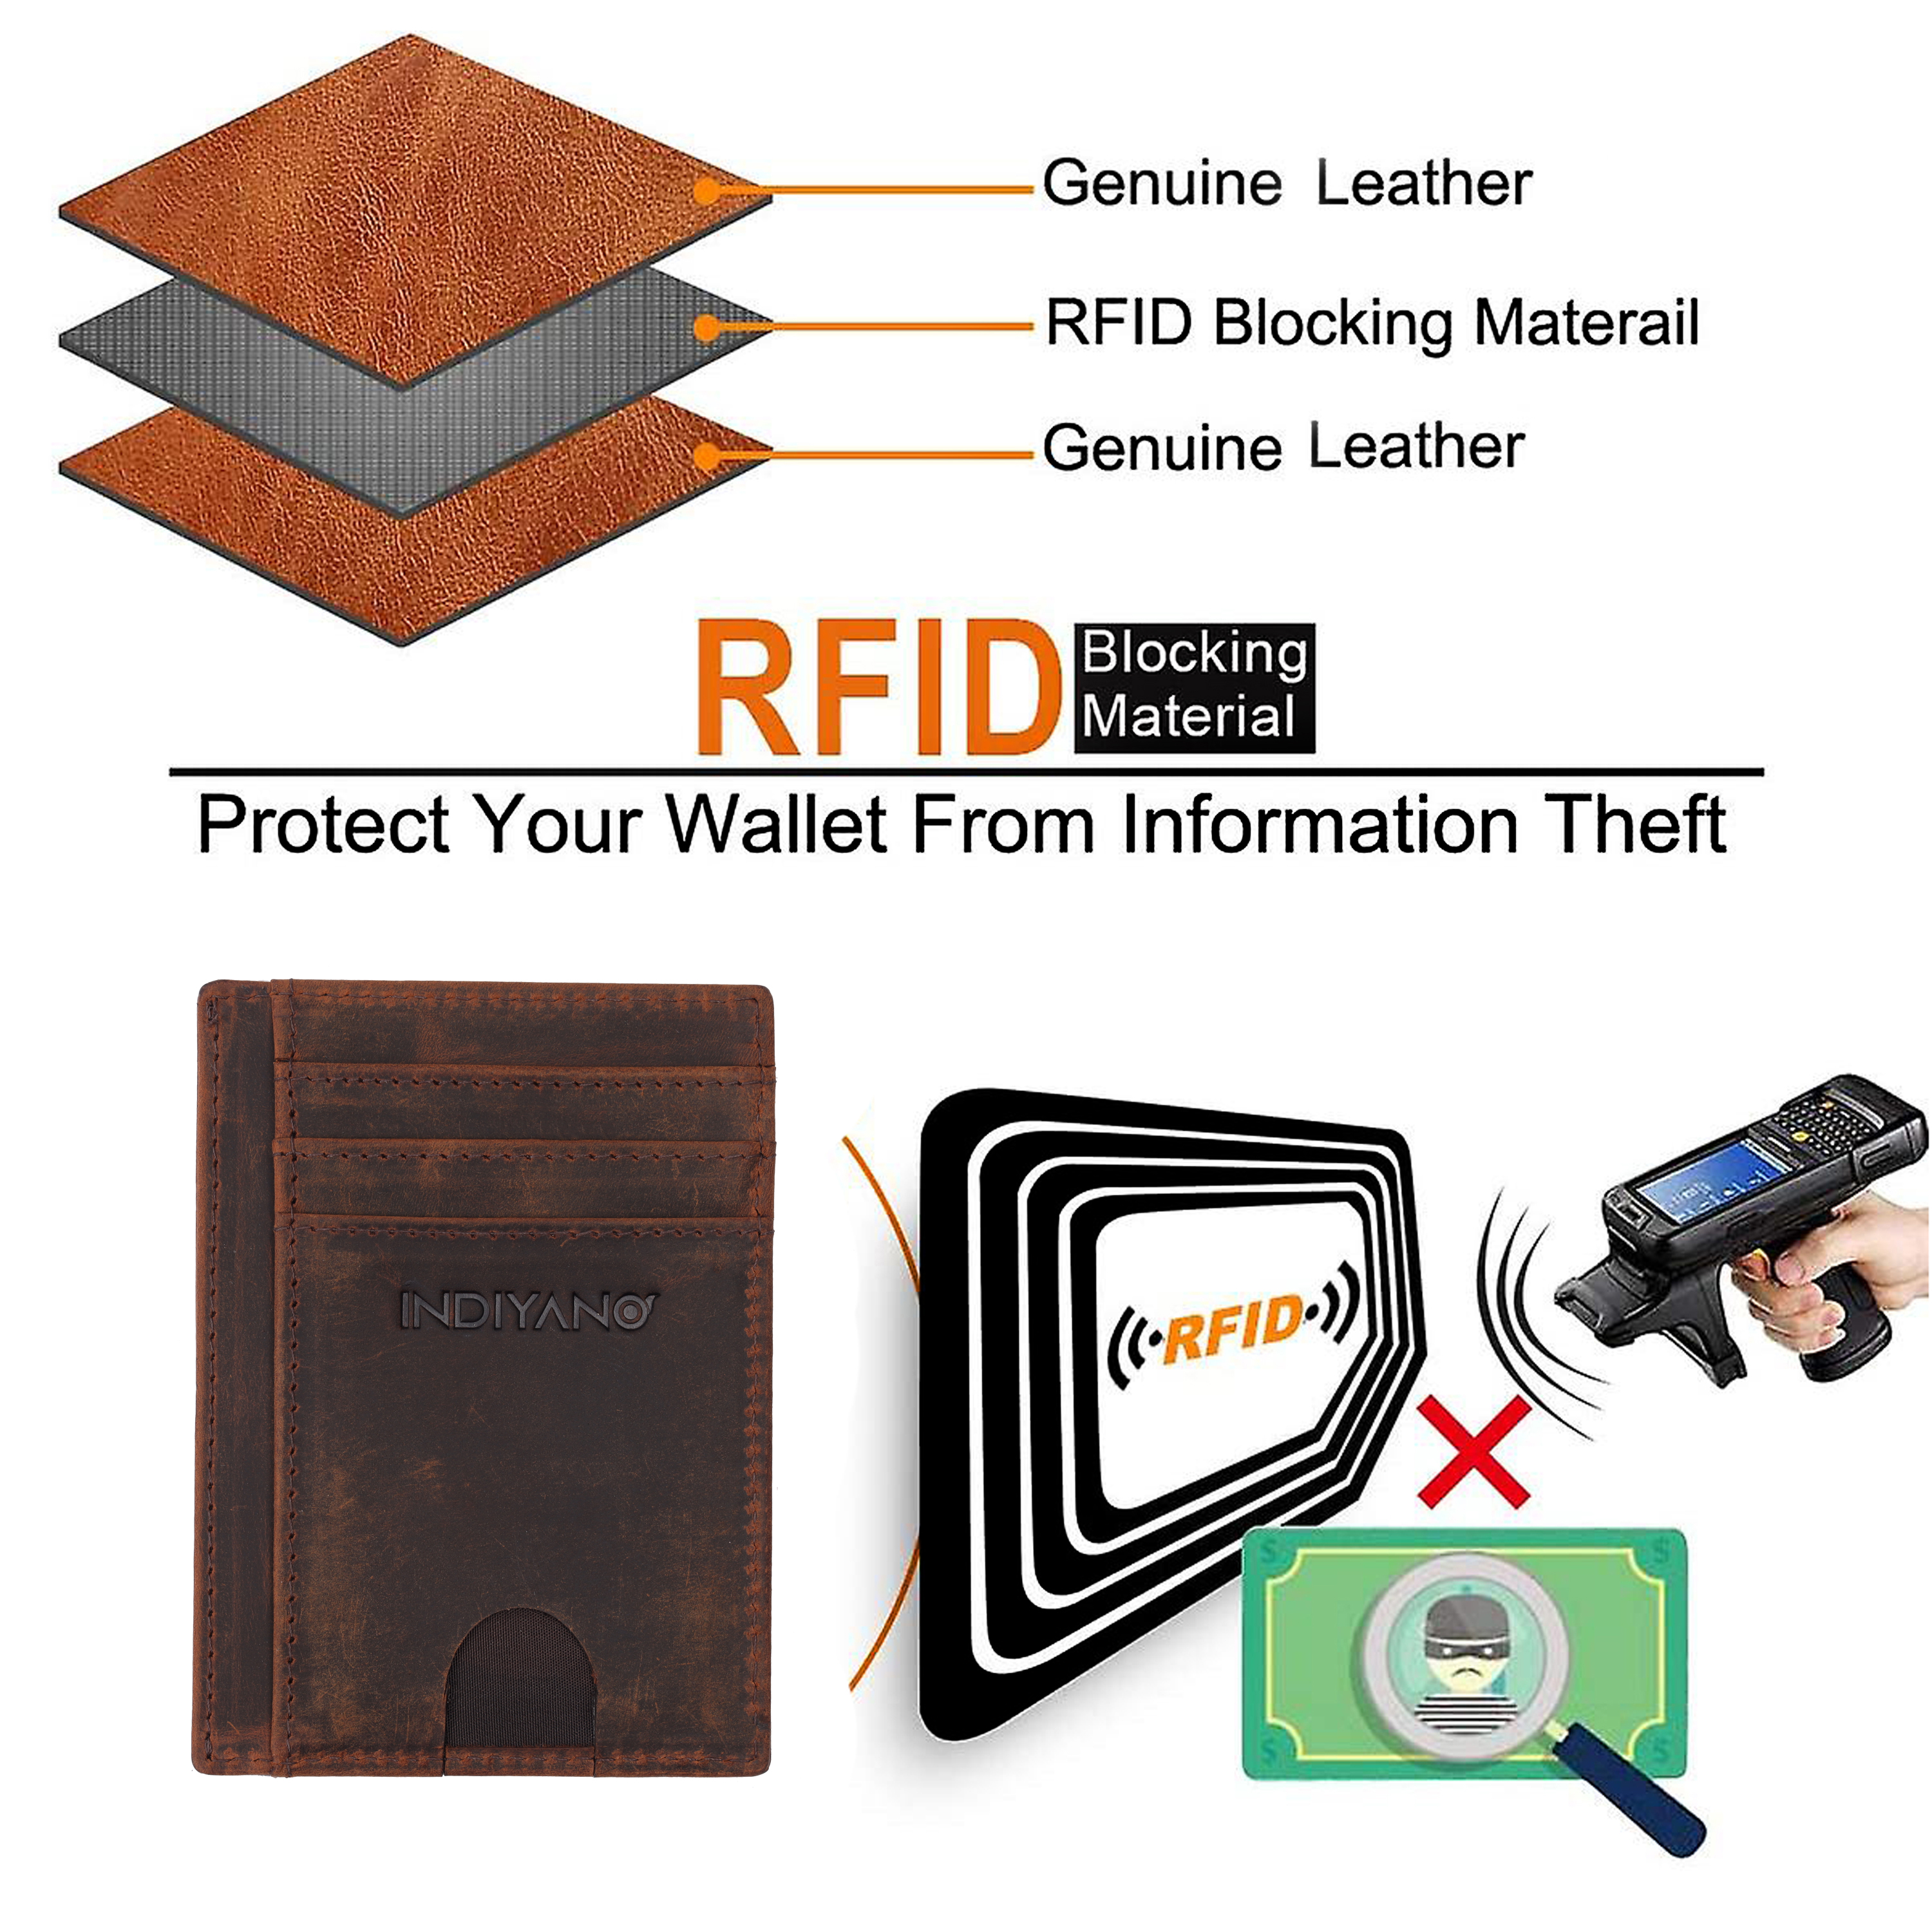 Genuine Leather
RFID Blocking Materail
Genuine Leather
RFID
Blocking
Material
Protect Your Wallet From Information Theft
INDIYANO
RFID